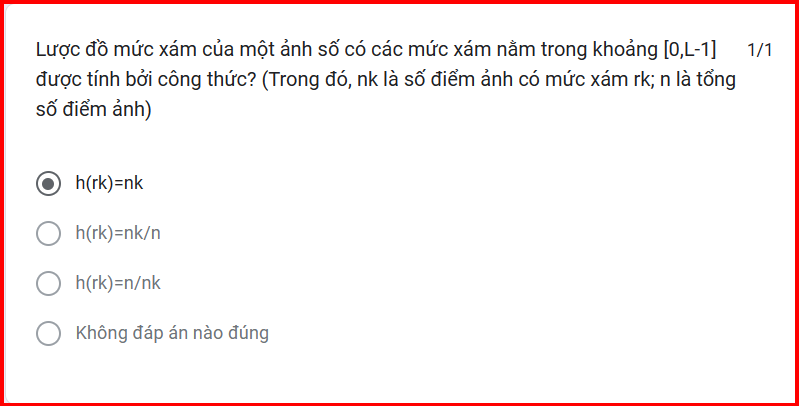 Lược đồ mức xám của một ảnh số có các mức xám nằm trong khoảng [0,L-1] 1/1
được tính bởi công thức? (Trong đó, nk là số điểm ảnh có mức xám rk; n là tổng
số điểm ảnh)
h(rk)=nk
h(rk)=nk/n
h(rk)=n/nk
Không đáp án nào đúng